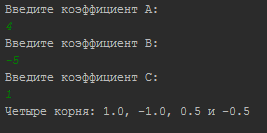 Введите коэффициент А:
4
Введите коэффициент В:
-5
Введите коэффициент С:
1
Четыре корня: 1.0, -1.0, 0.5 и -0.5